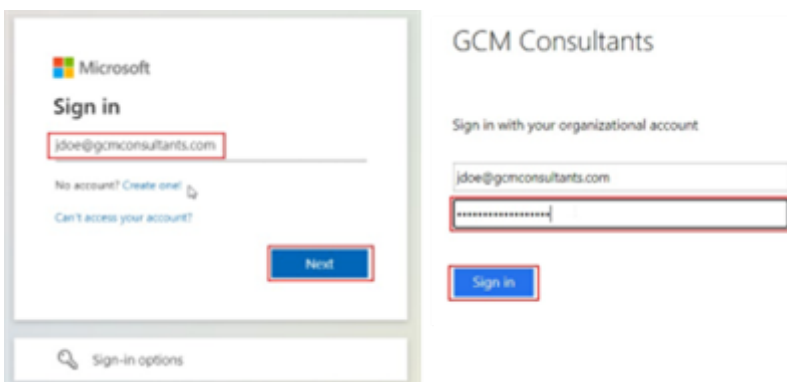 Microsoft
Sign in
jdoe@gcmconsultants.com
No account? Create one!
Can't access your account?
Next
Sign-in options
GCM Consultants
Sign in with your organizational account
jdoe@gcmconsultants.com
••••••••••••••••••
Sign in